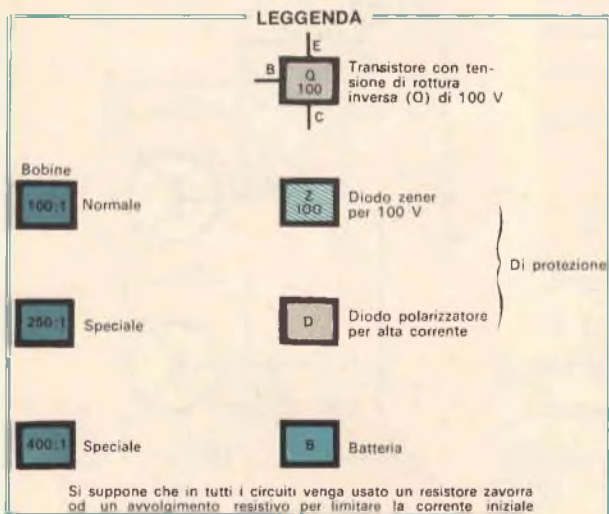 LEGGENDA
E
B
Q
100
C
Transistore con ten-
sione di rottura
inversa (Q) di 100 V
Bobine
100:1
Normale
Z
100
Diodo zener
per 100 V
Di protezione
250:1
Speciale
D
Diodo polarizzatore
per alta corrente
400:1
Speciale
B
Batteria
Si suppone che in tutti i circuiti venga usato un resistore zavorra
od un avvolgimento resistivo per limitare la corrente iniziale